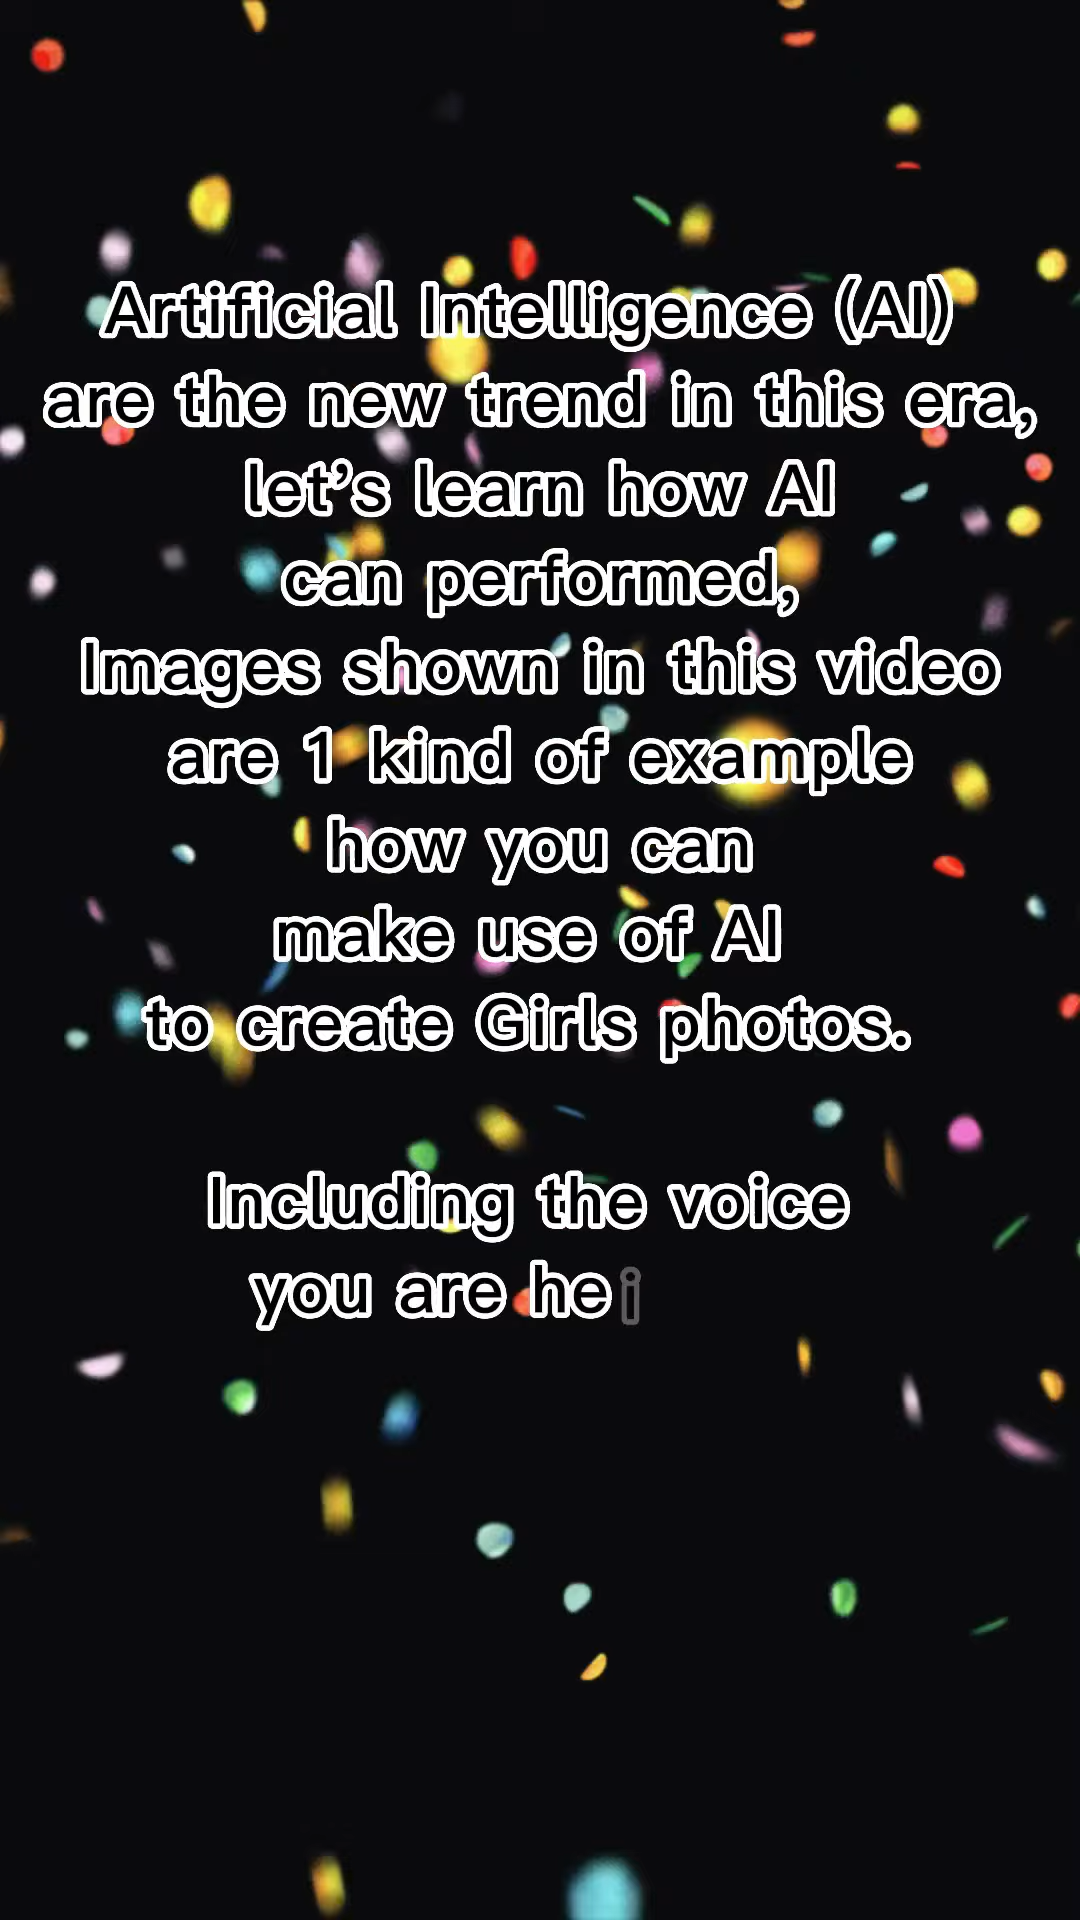 Artificial Intelligence (AI)
are the new trend in this era,
let's learn how AI
can performed,
Images shown in this video
are 1 kind of example
how you can
make use of AI
to create Girls photos.
Including the voice
you are hei